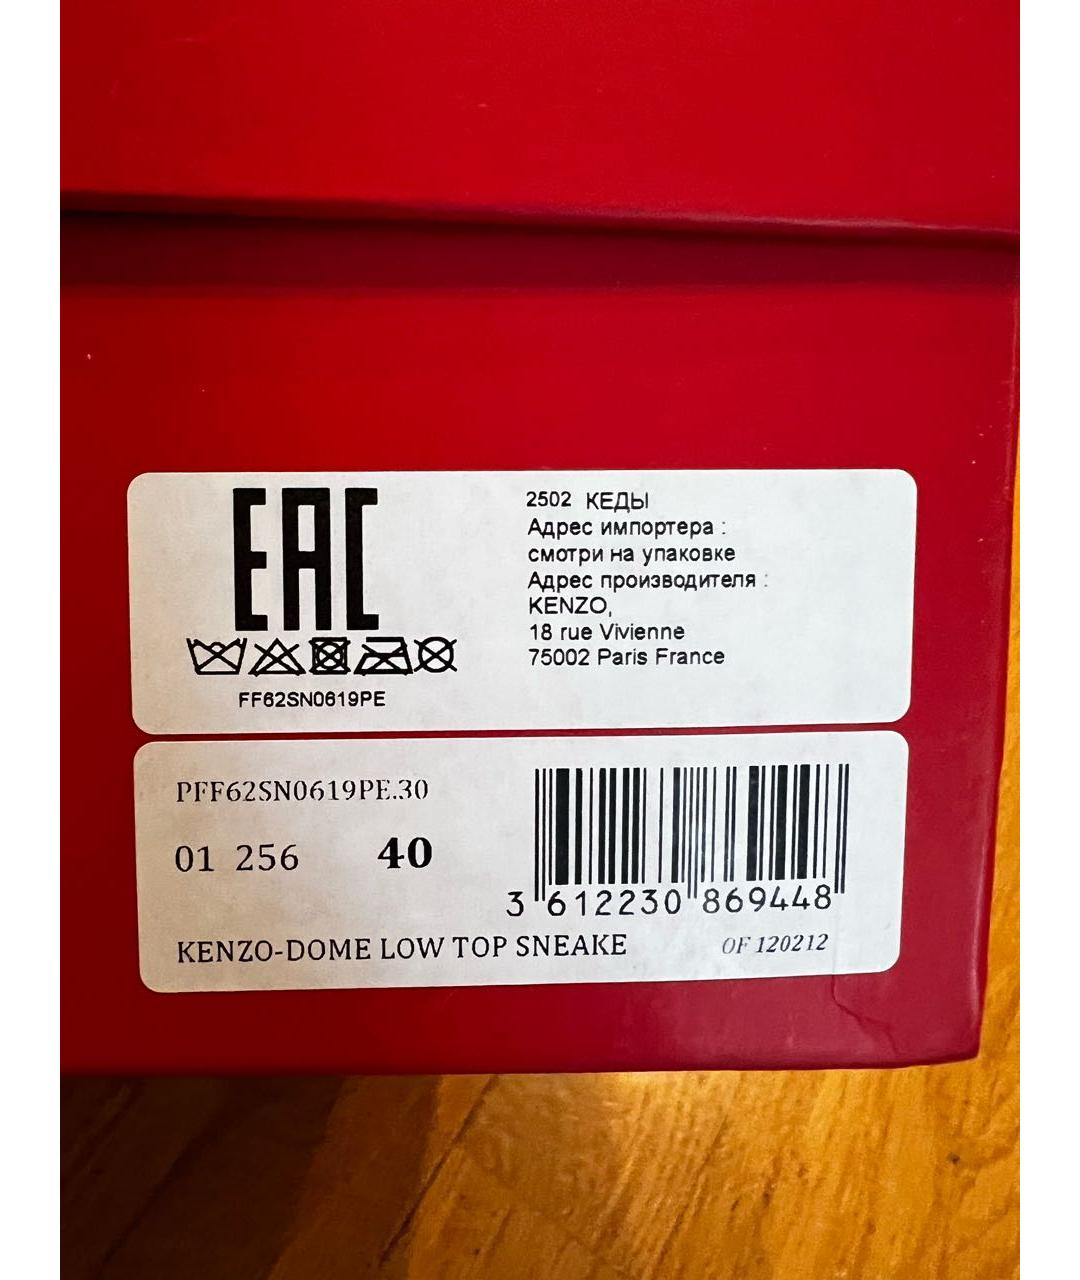 EAC
FF62SN0619PE
2502 КЕДЫ
Адрес импортера :
смотри на упаковке
Адрес производителя :
KENZO,
18 rue Vivienne
75002 Paris France
PFF62SN0619PE.30
01 256 40
3 612230 869448
KENZO-DOME LOW TOP SNEAKE OF 120212